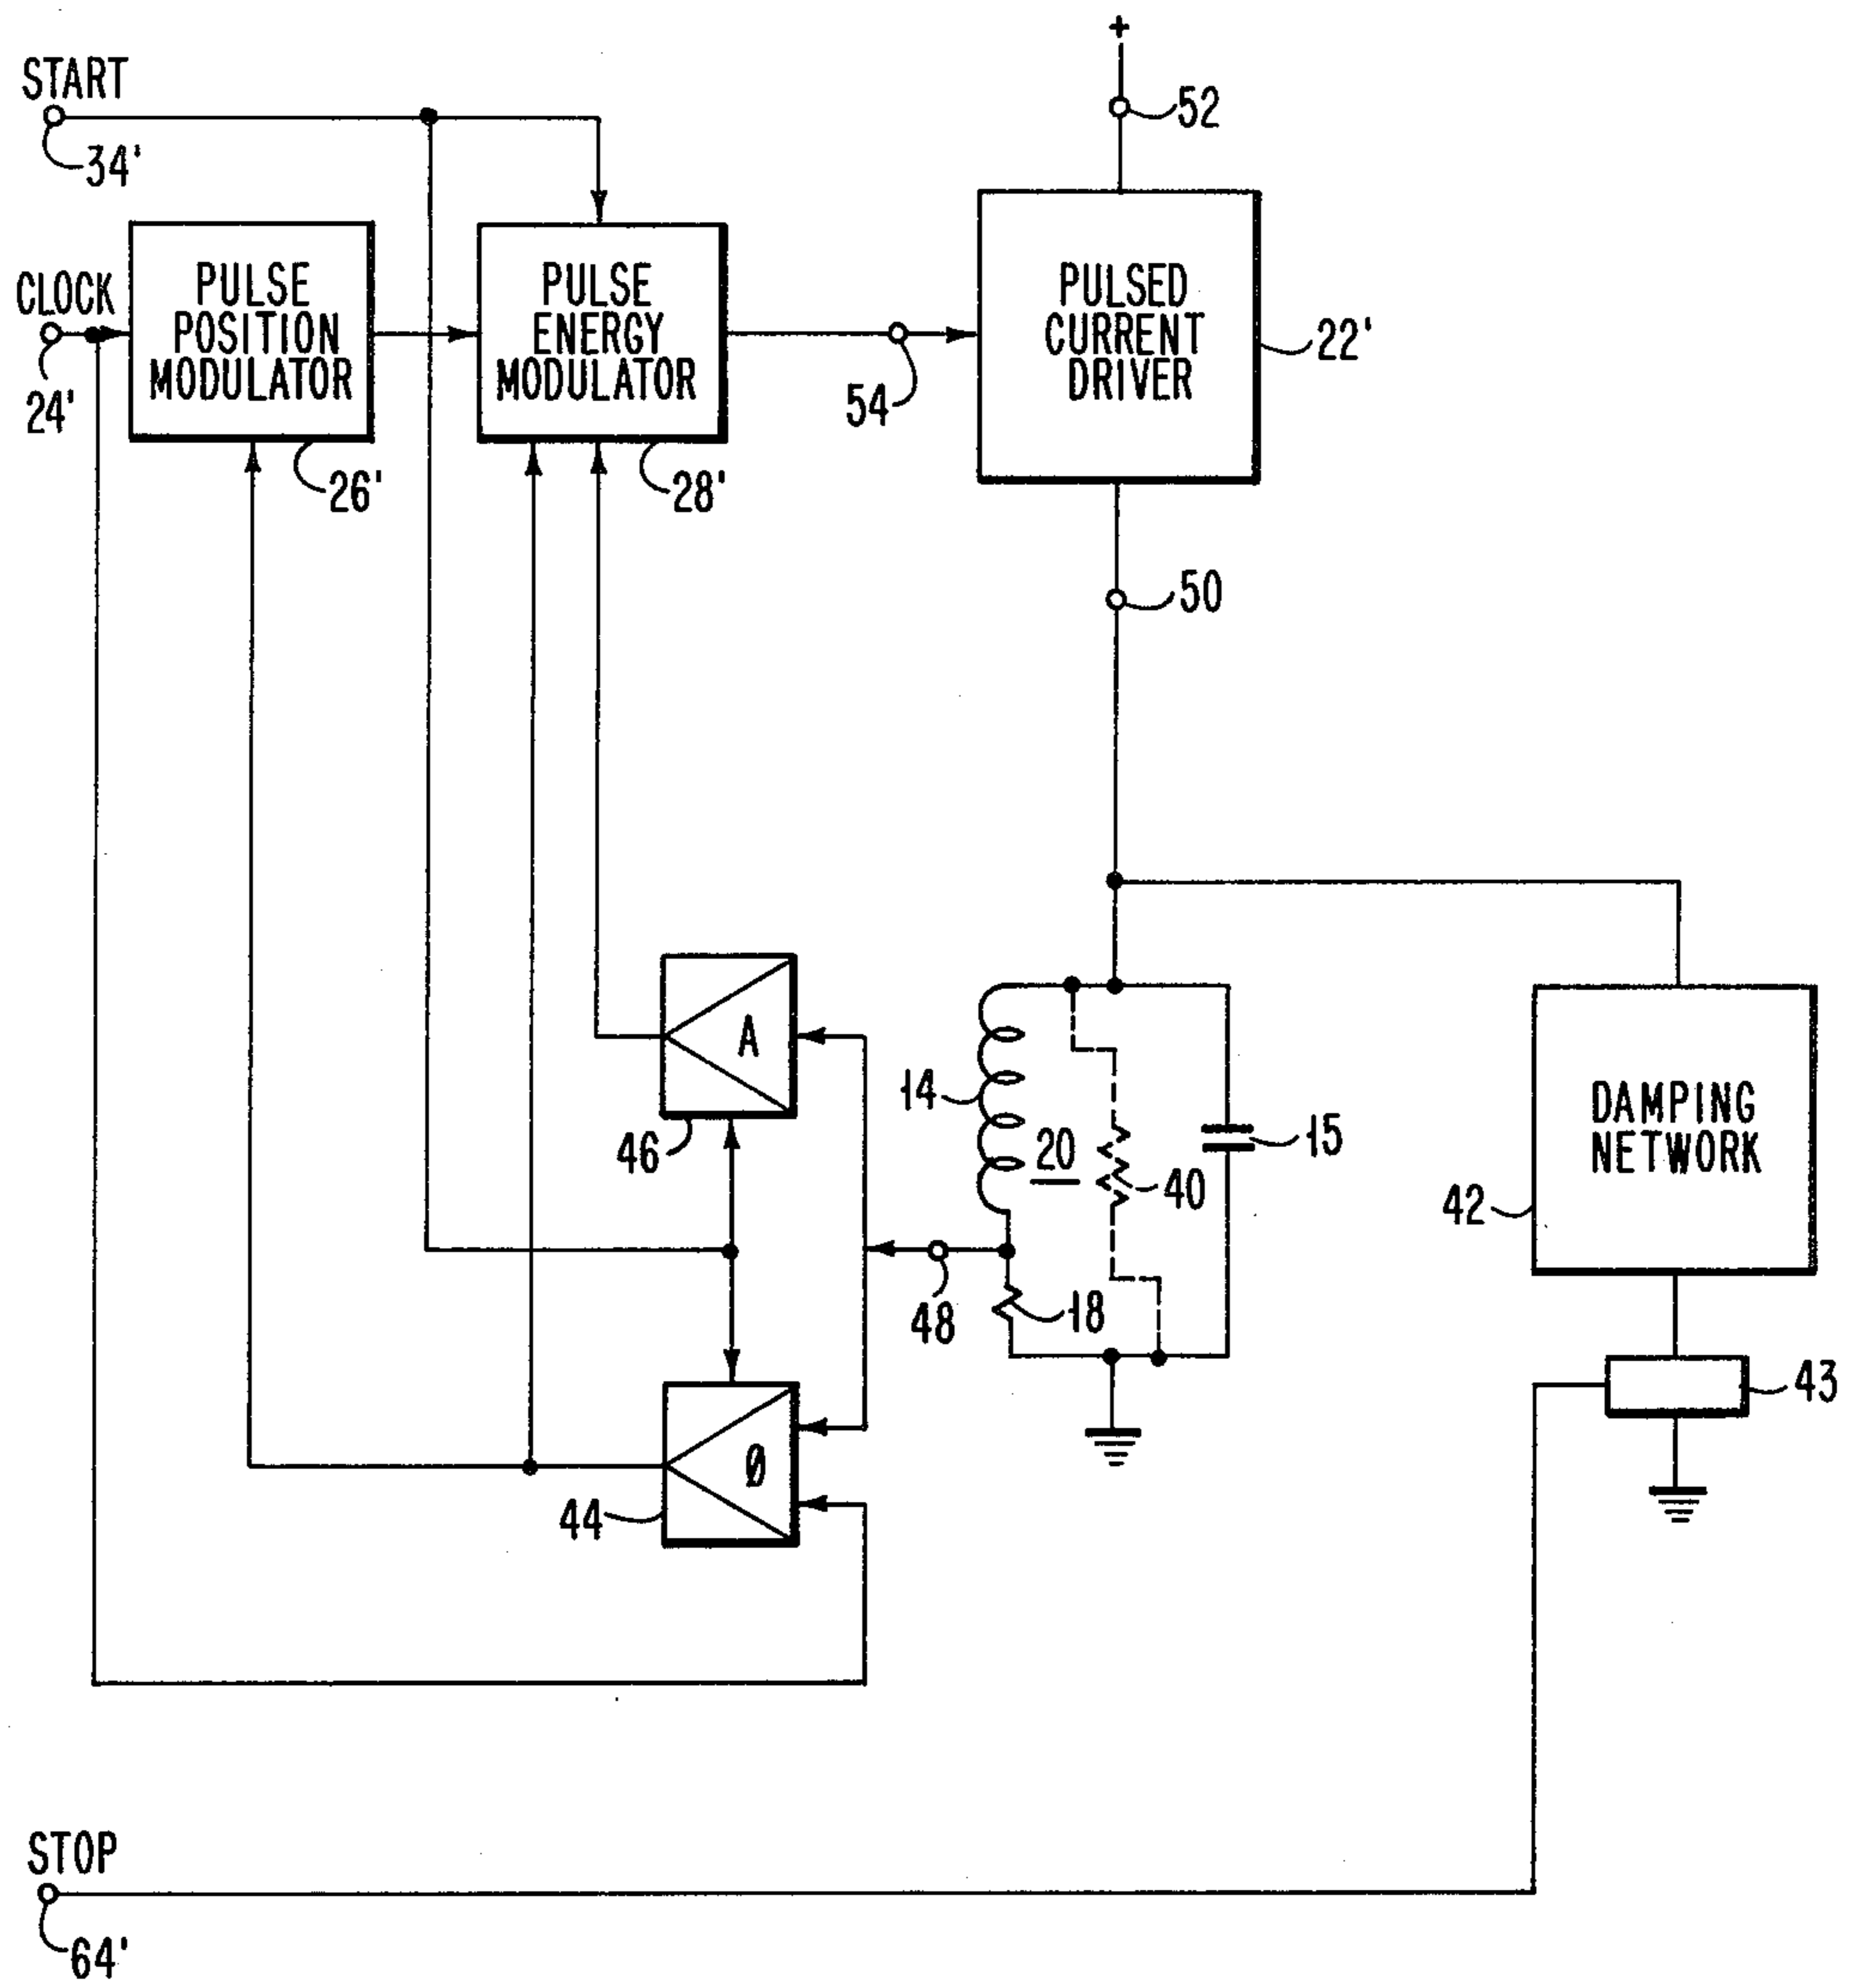 START
34'
CLOCK
24'
PULSE
POSITION
MODULATOR
26'
PULSE
ENERGY
MODULATOR
28'
54
+
52
PULSED
CURRENT
DRIVER
22'
50
A
46
14
20
40
15
DAMPING
NETWORK
42
48
18
43
Ø
44
STOP
64'